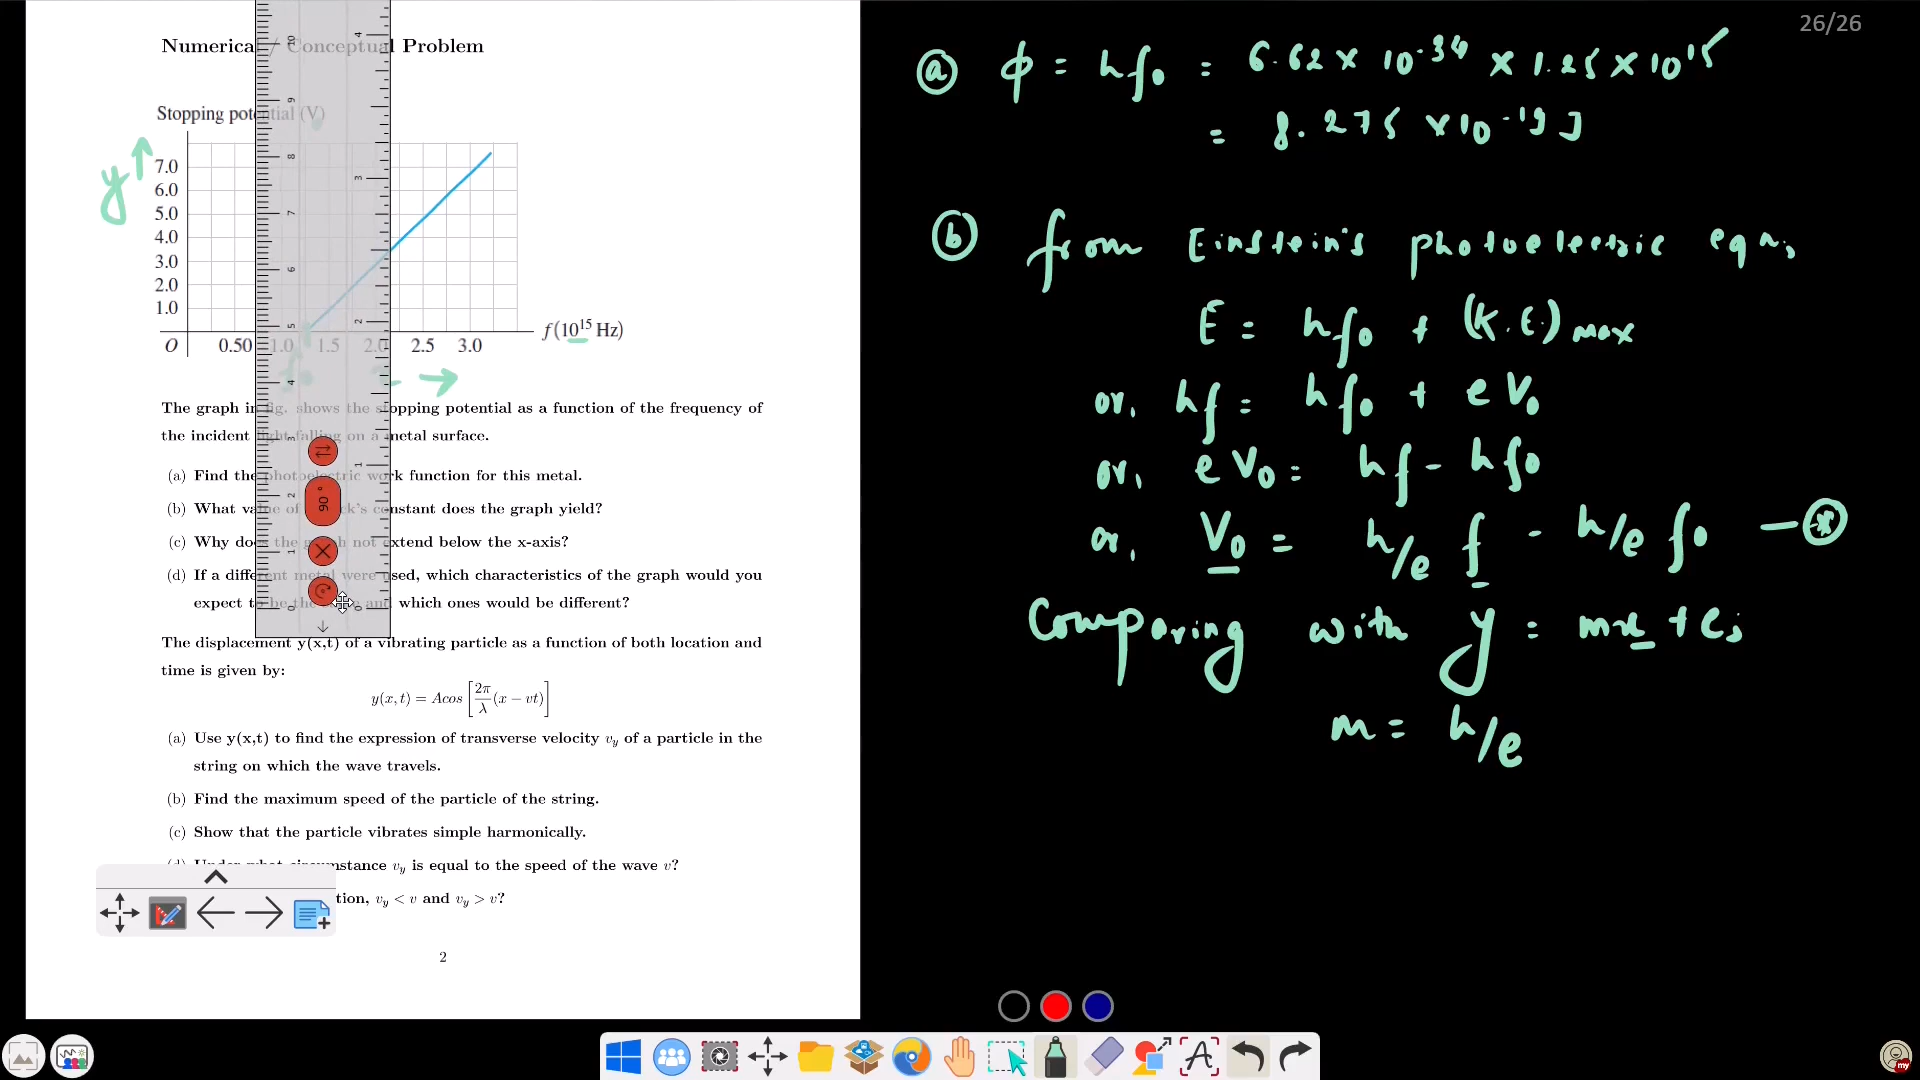 26/26
Numerical / Conceptual Problem
Stopping potential (V)
y
7.0
6.0
5.0
4.0
3.0
2.0
1.0
f(10¹⁵ Hz)
O 0.50 1.0 1.5 2.0 2.5 3.0
The graph in fig. shows the stopping potential as a function of the frequency of
the incident light falling on a metal surface.
(a) Find the photoelectric work function for this metal.
(b) What value of Planck's constant does the graph yield?
(c) Why does the graph not extend below the x-axis?
(d) If a different metal were used, which characteristics of the graph would you
expect to be the same and which ones would be different?
The displacement y(x,t) of a vibrating particle as a function of both location and
time is given by:
y(x, t) = Acos [2π/λ (x − vt)]
(a) Use y(x,t) to find the expression of transverse velocity v_y of a particle in the
string on which the wave travels.
(b) Find the maximum speed of the particle of the string.
(c) Show that the particle vibrates simple harmonically.
(d) Under what circumstance v_y is equal to the speed of the wave v?
tion, v_y < v and v_y > v?
2
90 °
(a) ϕ = hf₀ = 6.62 × 10⁻³⁴ × 1.25 × 10¹⁵
= 8.275 × 10⁻¹⁹ J
(b) from Einstein's photoelectric eqn,
E = hf₀ + (K.E.)max
or, hf = hf₀ + eV₀
or, eV₀ = hf - hf₀
or, V₀ = h/e f - h/e f₀ — (*)
Comparing with y = mx + c,
m = h/e